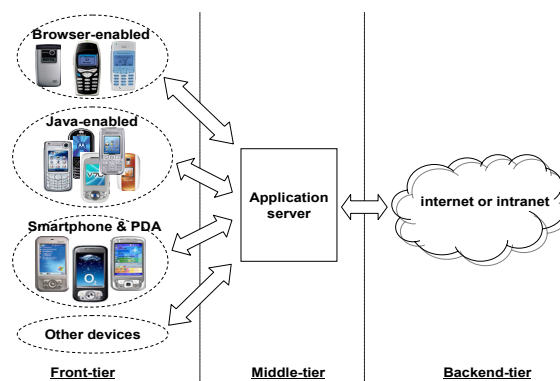 Browser-enabled
Java-enabled
Smartphone & PDA
Other devices
Application
server
internet or intranet
Front-tier
Middle-tier
Backend-tier